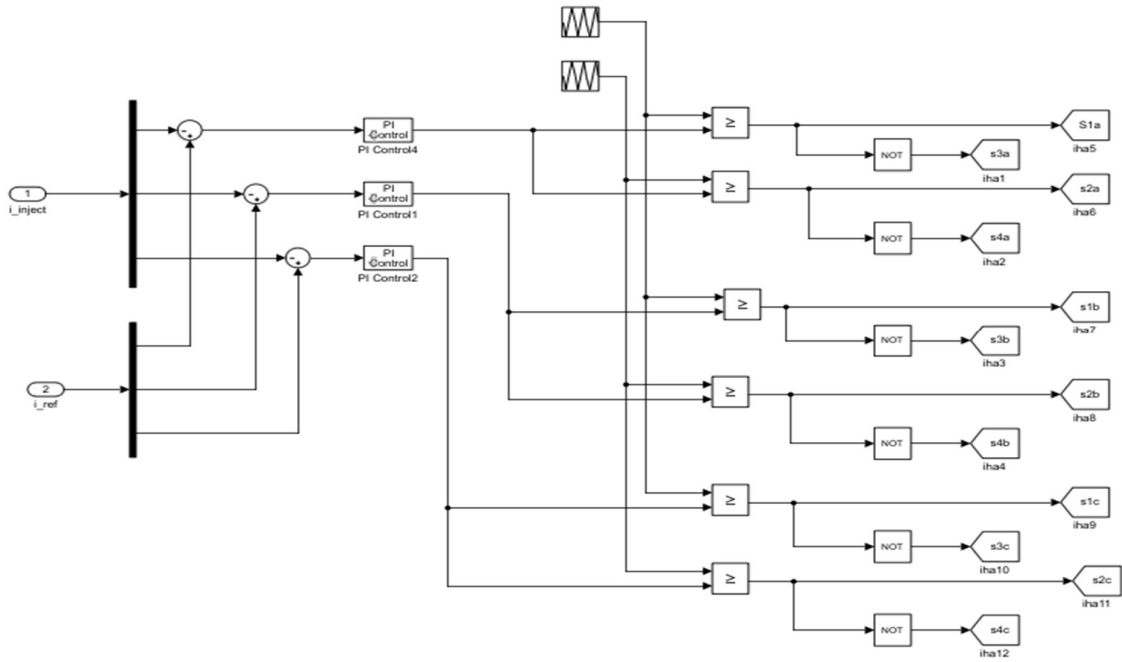 PI
Control
PI Control4
PI
Control
PI Control1
PI
Control
PI Control2
1
i_inject
2
i_ref
- +
- +
- +
≥
≥
≥
≥
≥
≥
S1a
iha5
NOT
s3a
iha1
s2a
iha6
NOT
s4a
iha2
s1b
iha7
NOT
s3b
iha3
s2b
iha8
NOT
s4b
iha4
s1c
iha9
NOT
s3c
iha10
s2c
iha11
NOT
s4c
iha12